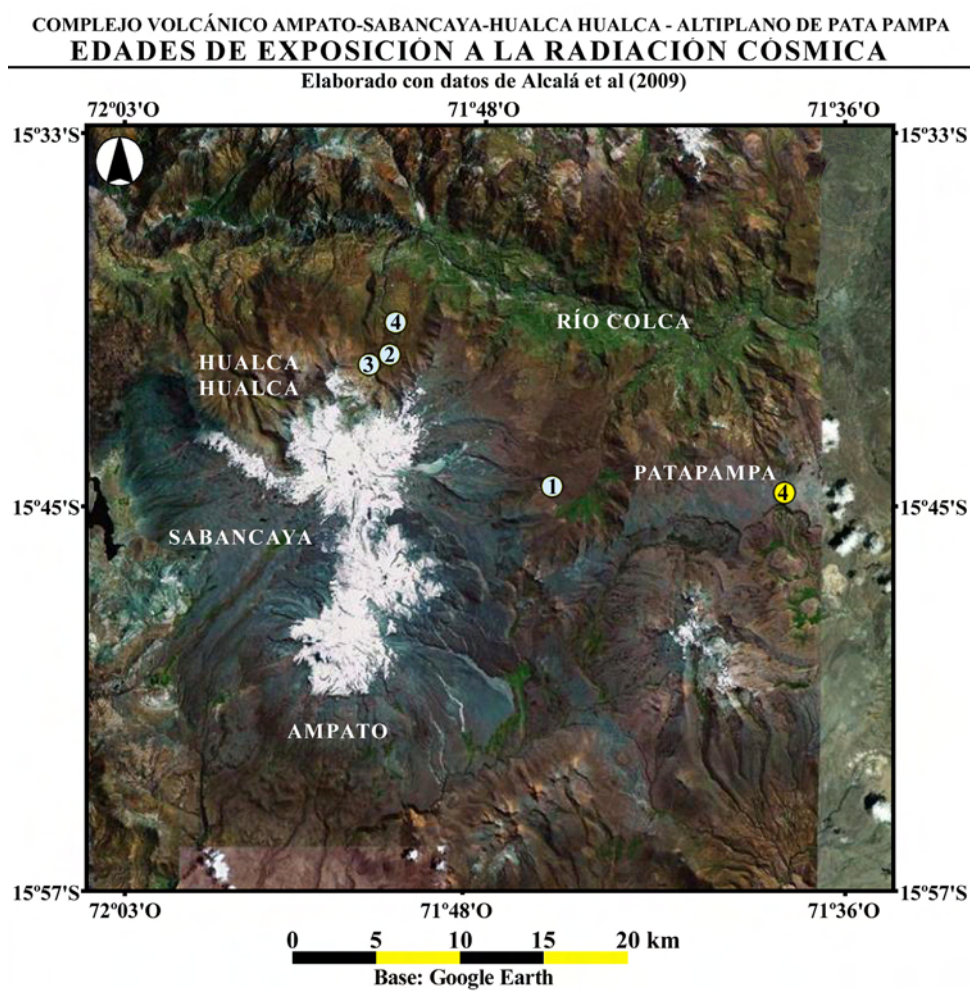 COMPLEJO VOLCÁNICO AMPATO-SABANCAYA-HUALCA HUALCA - ALTIPLANO DE PATA PAMPA
EDADES DE EXPOSICIÓN A LA RADIACIÓN CÓSMICA
Elaborado con datos de Alcalá et al (2009)
72º03'O 71º48'O 71º36'O
15º33'S 15º33'S
4
RÍO COLCA
2
3
HUALCA
HUALCA
PATAPAMPA
1
4
15º45'S 15º45'S
SABANCAYA
AMPATO
15º57'S 15º57'S
72º03'O 71º48'O 71º36'O
0 5 10 15 20 km
Base: Google Earth